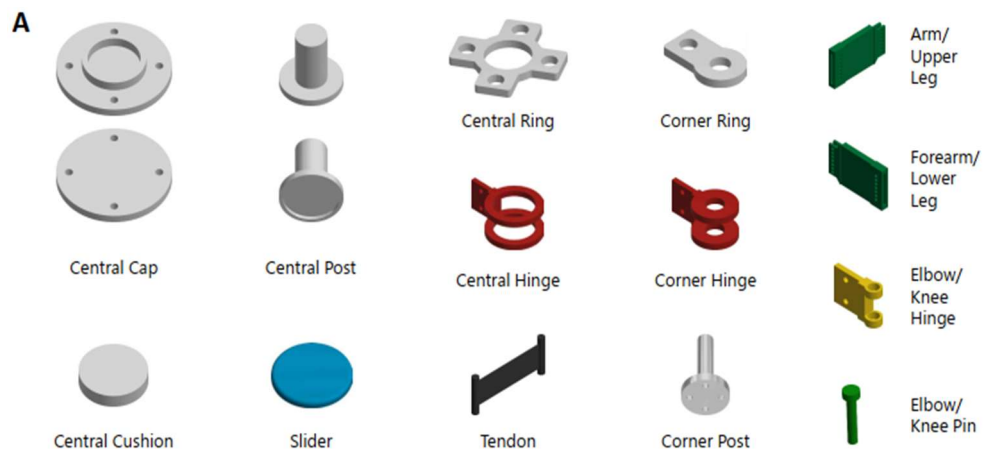 A
Central Cap
Central Post
Central Ring
Corner Ring
Arm/
Upper
Leg
Central Hinge
Corner Hinge
Forearm/
Lower
Leg
Central Cushion
Slider
Tendon
Corner Post
Elbow/
Knee
Hinge
Elbow/
Knee Pin